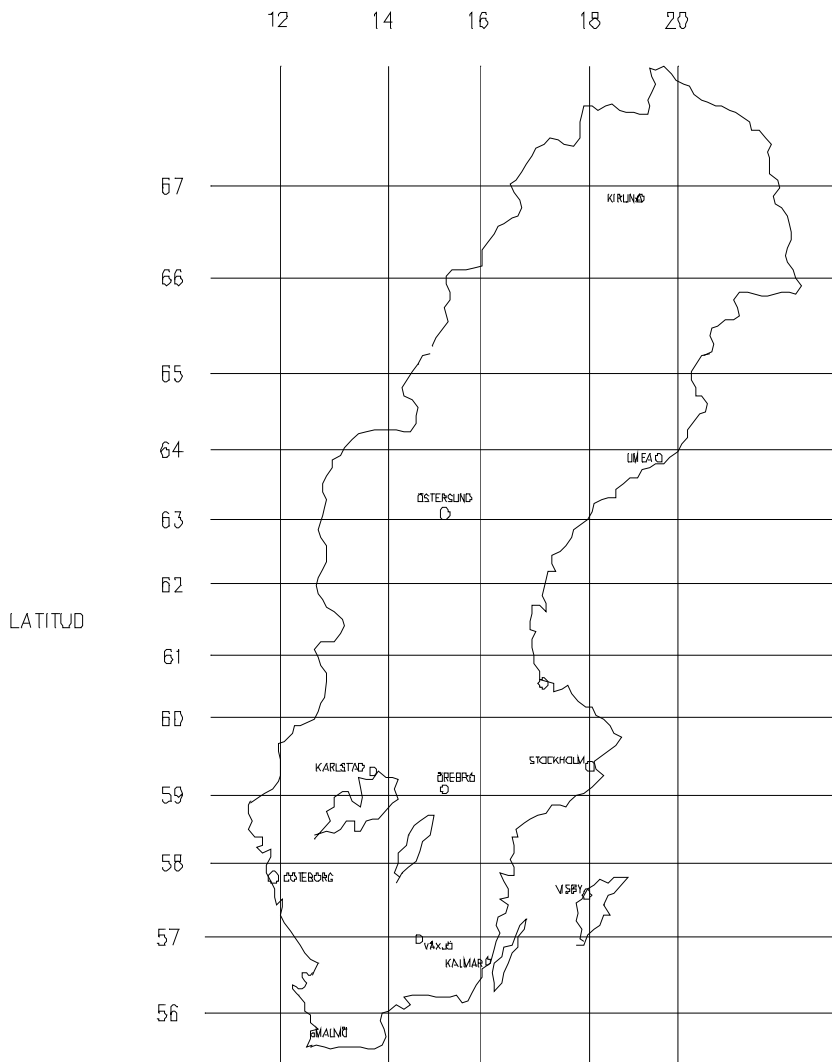 12 14 16 18 20
67
KIRUNA
66
65
64
UMEA
ÖSTERSUND
63
62
LATITUD
61
60
STOCKHOLM
KARLSTAD
ÖREBRO
59
58
GÖTEBORG
VISBY
57
VÄXJÖ
KALMAR
56
MALMÖ